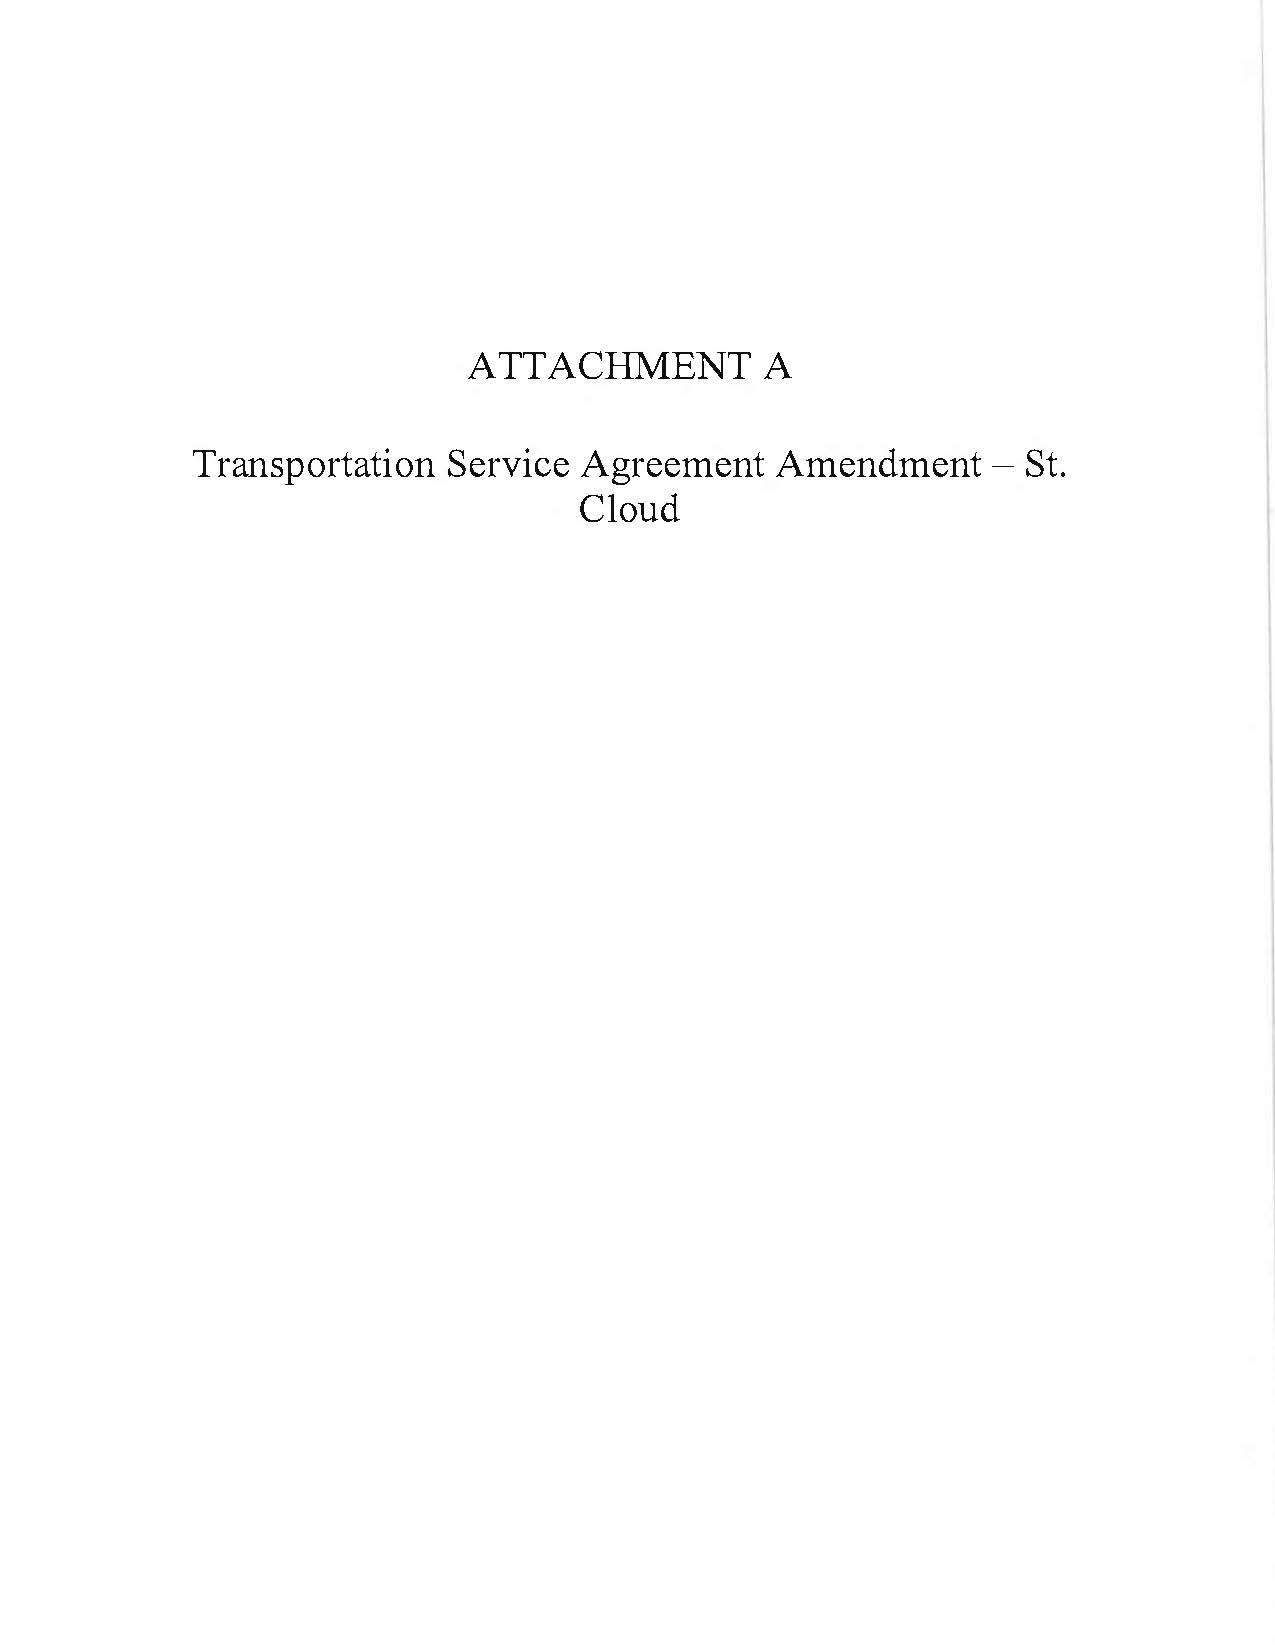 ATTACHMENT A
Transportation Service Agreement Amendment – St.
Cloud